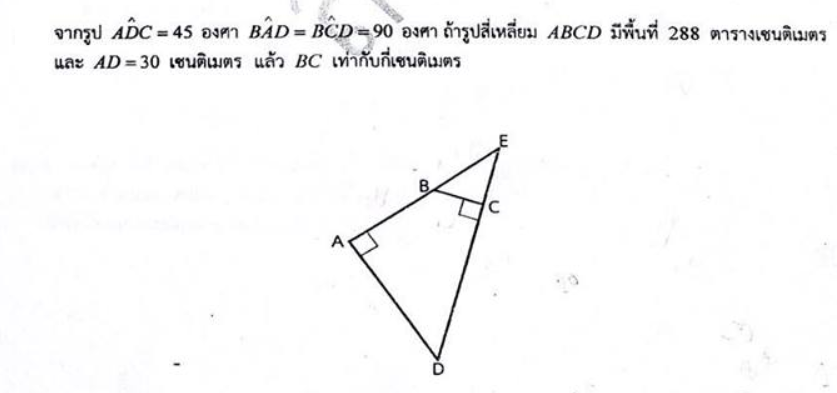 จากรูป AD̂C = 45 องศา BÂD = BĈD = 90 องศา ถ้ารูปสี่เหลี่ยม ABCD มีพื้นที่ 288 ตารางเซนติเมตร
และ AD = 30 เซนติเมตร แล้ว BC เท่ากับกี่เซนติเมตร
E
B
C
A
D